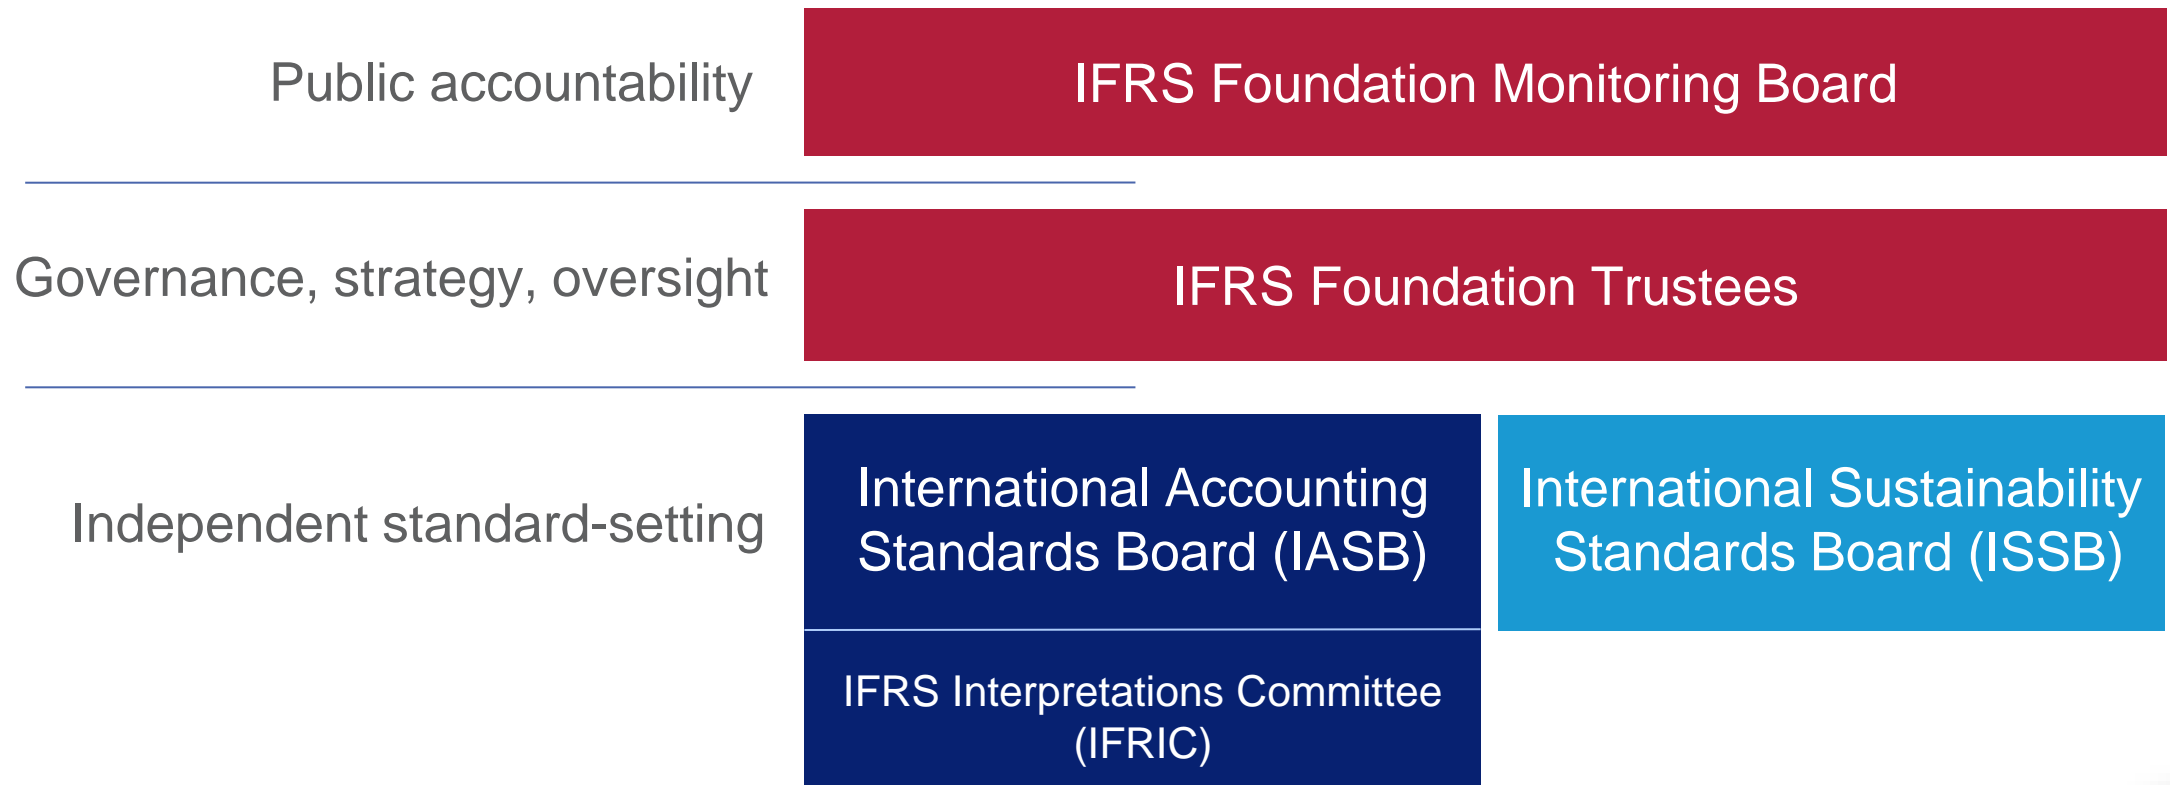 Public accountability
IFRS Foundation Monitoring Board
Governance, strategy, oversight
IFRS Foundation Trustees
Independent standard-setting
International Accounting
Standards Board (IASB)
International Sustainability
Standards Board (ISSB)
IFRS Interpretations Committee
(IFRIC)